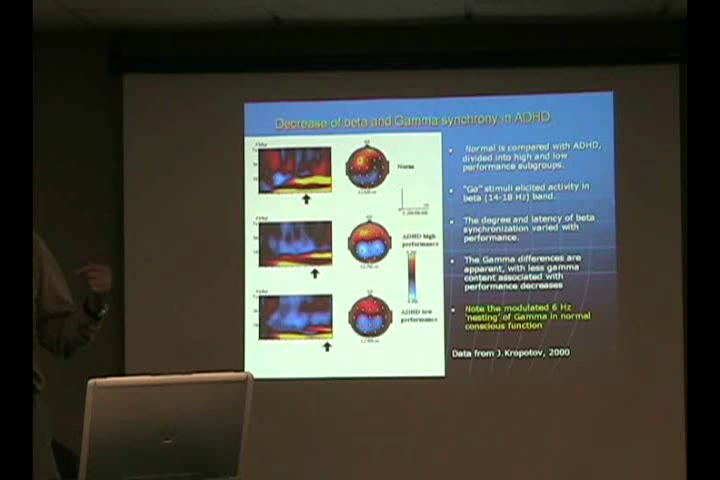 Decrease of beta and Gamma synchrony in ADHD
Norm
ADHD high
performance
ADHD low
performance
Normal is compared with ADHD,
divided into high and low
performance subgroups.
"Go" stimuli elicited activity in
beta (14-18 Hz) band.
The degree and latency of beta
synchronization varied with
performance.
The Gamma differences are
apparent, with less gamma
content associated with
performance decreases
Note the modulated 6 Hz
'nesting' of Gamma in normal
conscious function
Data from J.Kropotov, 2000